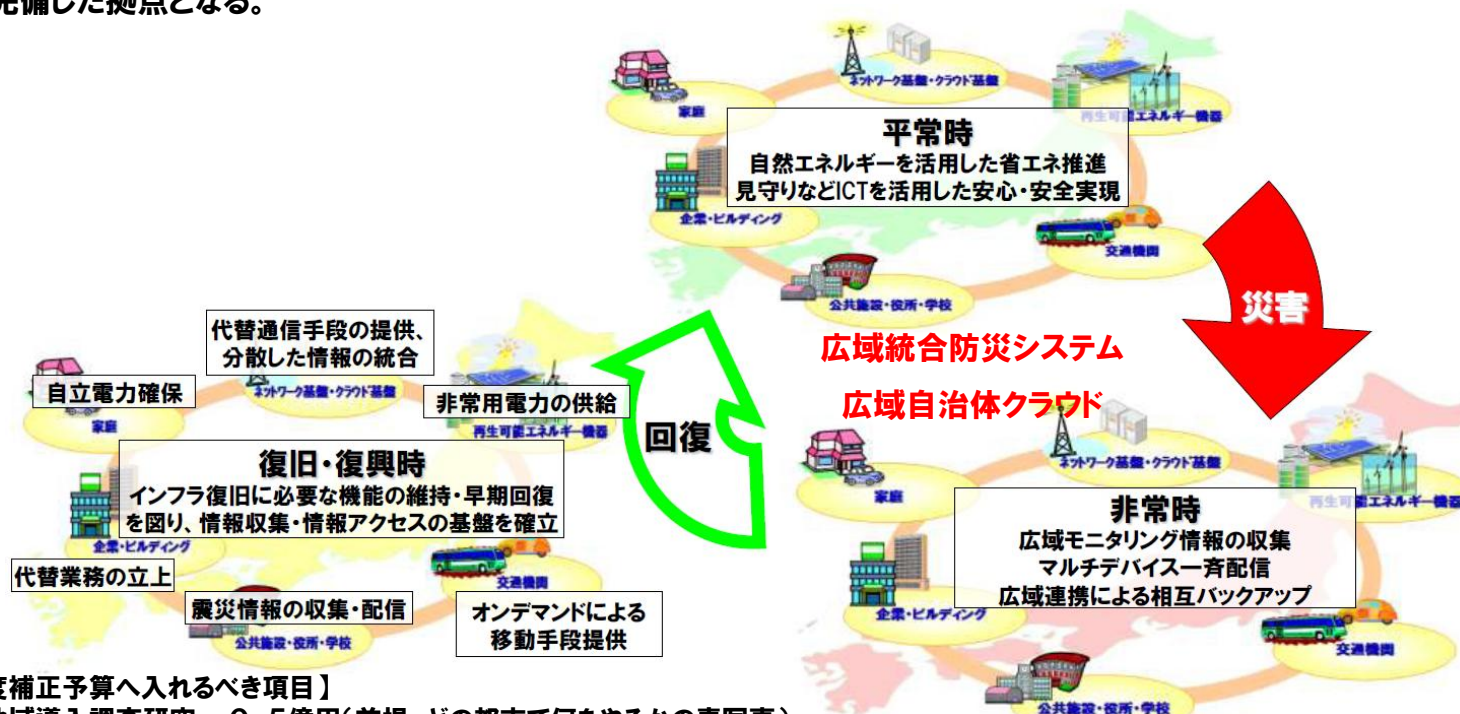 完備した拠点となる。
ネットワーク基盤・クラウド基盤
家庭
再生可能エネルギー機器
平常時
自然エネルギーを活用した省エネ推進
見守りなどICTを活用した安心・安全実現
企業・ビルディング
交通機関
公共施設・役所・学校
災害
広域統合防災システム
広域自治体クラウド
回復
代替通信手段の提供、
分散した情報の統合
自立電力確保
ネットワーク基盤・クラウド基盤
非常用電力の供給
家庭
再生可能エネルギー機器
復旧・復興時
インフラ復旧に必要な機能の維持・早期回復
を図り、情報収集・情報アクセスの基盤を確立
企業・ビルディング
代替業務の立上
交通機関
震災情報の収集・配信
オンデマンドによる
移動手段提供
公共施設・役所・学校
ネットワーク基盤・クラウド基盤
家庭
再生可能エネルギー機器
非常時
広域モニタリング情報の収集
マルチデバイス一斉配信
広域連携による相互バックアップ
企業・ビルディング
交通機関
公共施設・役所・学校
度補正予算へ入れるべき項目】